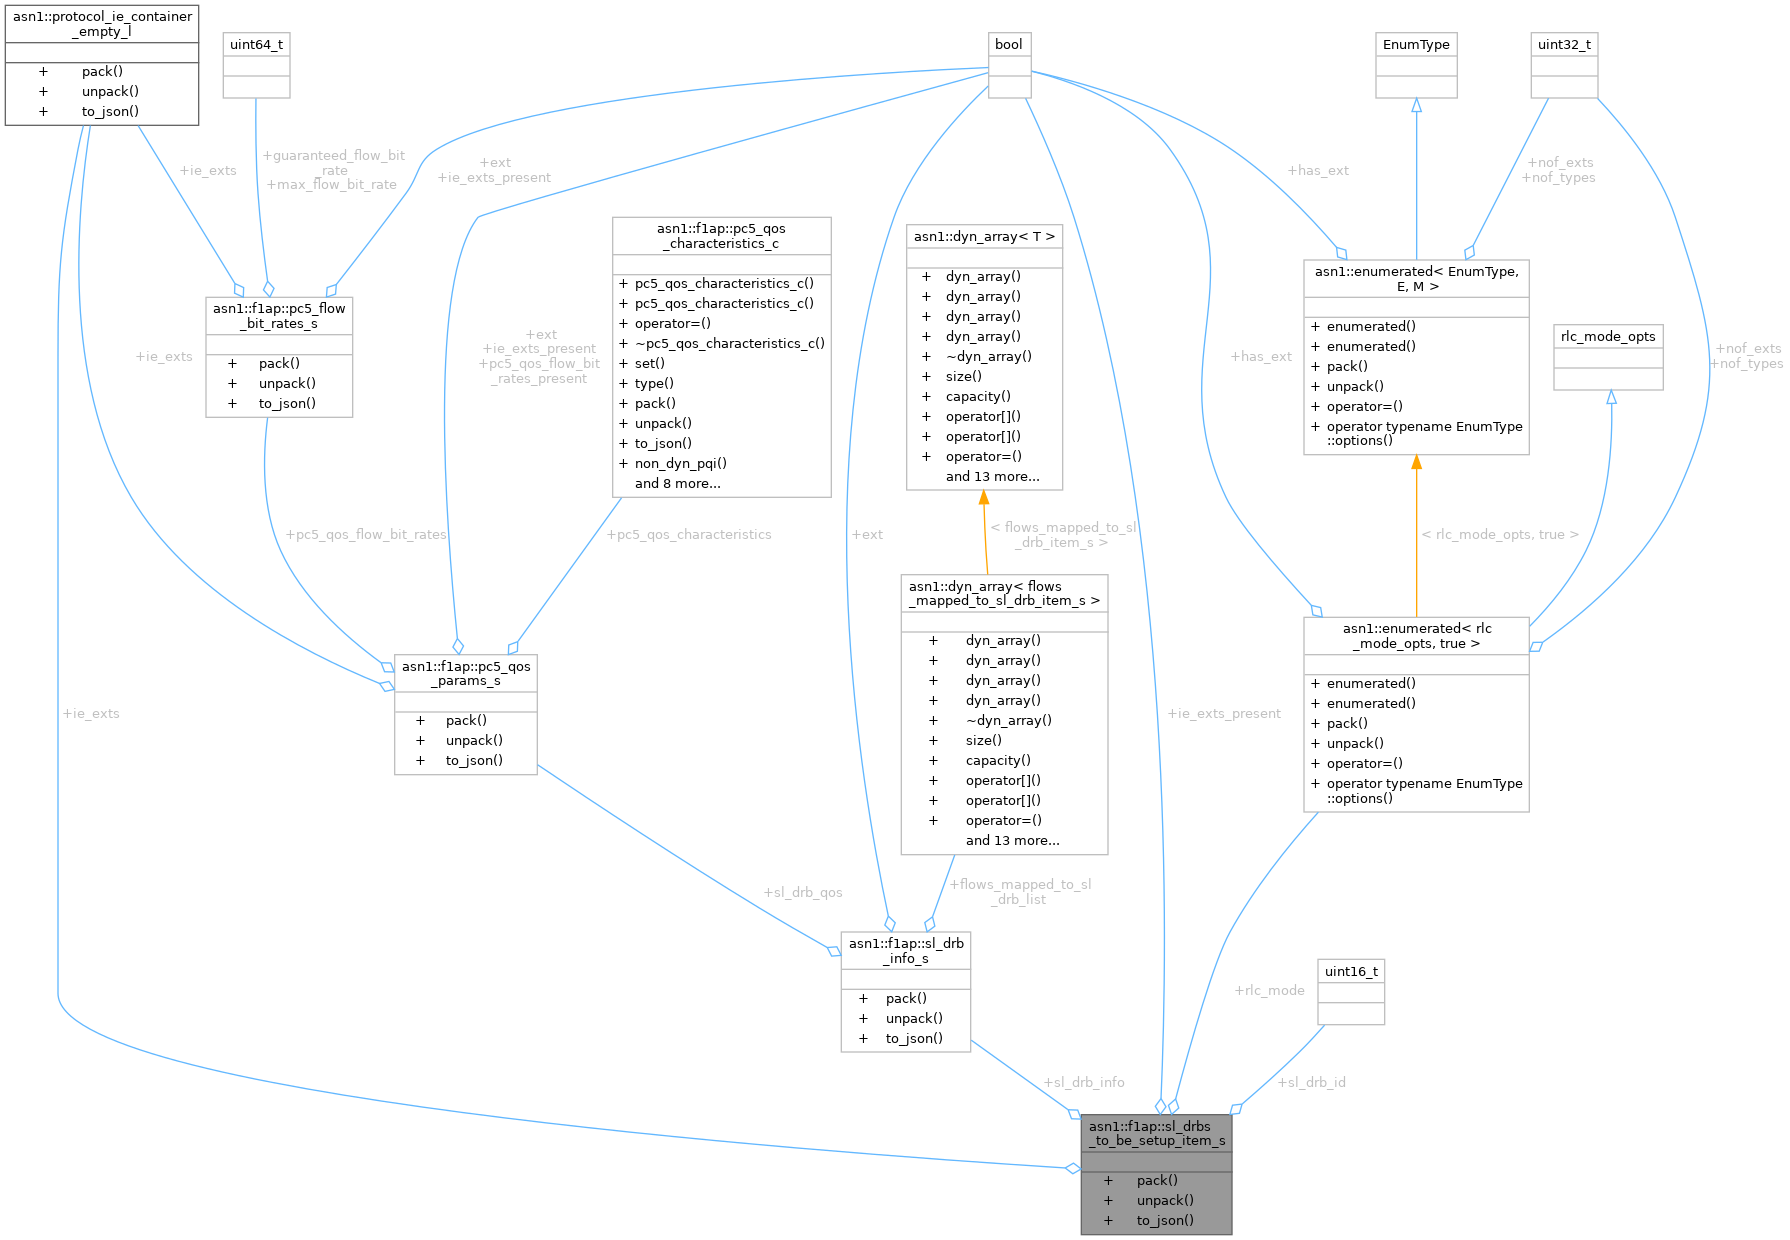 asn1::protocol_ie_container
_empty_l
+ pack()
+ unpack()
+ to_json()
uint64_t
bool
EnumType
uint32_t
+ie_exts
+guaranteed_flow_bit
_rate
+max_flow_bit_rate
+ext
+ie_exts_present
+has_ext
+nof_exts
+nof_types
asn1::f1ap::pc5_flow
_bit_rates_s
+ pack()
+ unpack()
+ to_json()
asn1::f1ap::pc5_qos
_characteristics_c
+ pc5_qos_characteristics_c()
+ pc5_qos_characteristics_c()
+ operator=()
+ ~pc5_qos_characteristics_c()
+ set()
+ type()
+ pack()
+ unpack()
+ to_json()
+ non_dyn_pqi()
and 8 more...
asn1::dyn_array< T >
+ dyn_array()
+ dyn_array()
+ dyn_array()
+ dyn_array()
+ ~dyn_array()
+ size()
+ capacity()
+ operator[]()
+ operator[]()
+ operator=()
and 13 more...
asn1::enumerated< EnumType,
E, M >
+ enumerated()
+ enumerated()
+ pack()
+ unpack()
+ operator=()
+ operator typename EnumType
::options()
rlc_mode_opts
+ie_exts
+ext
+ie_exts_present
+pc5_qos_flow_bit
_rates_present
+has_ext
+nof_exts
+nof_types
+pc5_qos_flow_bit_rates
+pc5_qos_characteristics
+ext
< flows_mapped_to_sl
_drb_item_s >
< rlc_mode_opts, true >
asn1::dyn_array< flows
_mapped_to_sl_drb_item_s >
+ dyn_array()
+ dyn_array()
+ dyn_array()
+ dyn_array()
+ ~dyn_array()
+ size()
+ capacity()
+ operator[]()
+ operator[]()
+ operator=()
and 13 more...
asn1::enumerated< rlc
_mode_opts, true >
+ enumerated()
+ enumerated()
+ pack()
+ unpack()
+ operator=()
+ operator typename EnumType
::options()
asn1::f1ap::pc5_qos
_params_s
+ pack()
+ unpack()
+ to_json()
+ie_exts
+ie_exts_present
+sl_drb_qos
+flows_mapped_to_sl
_drb_list
asn1::f1ap::sl_drb
_info_s
+ pack()
+ unpack()
+ to_json()
+rlc_mode
uint16_t
+sl_drb_info
+sl_drb_id
asn1::f1ap::sl_drbs
_to_be_setup_item_s
+ pack()
+ unpack()
+ to_json()